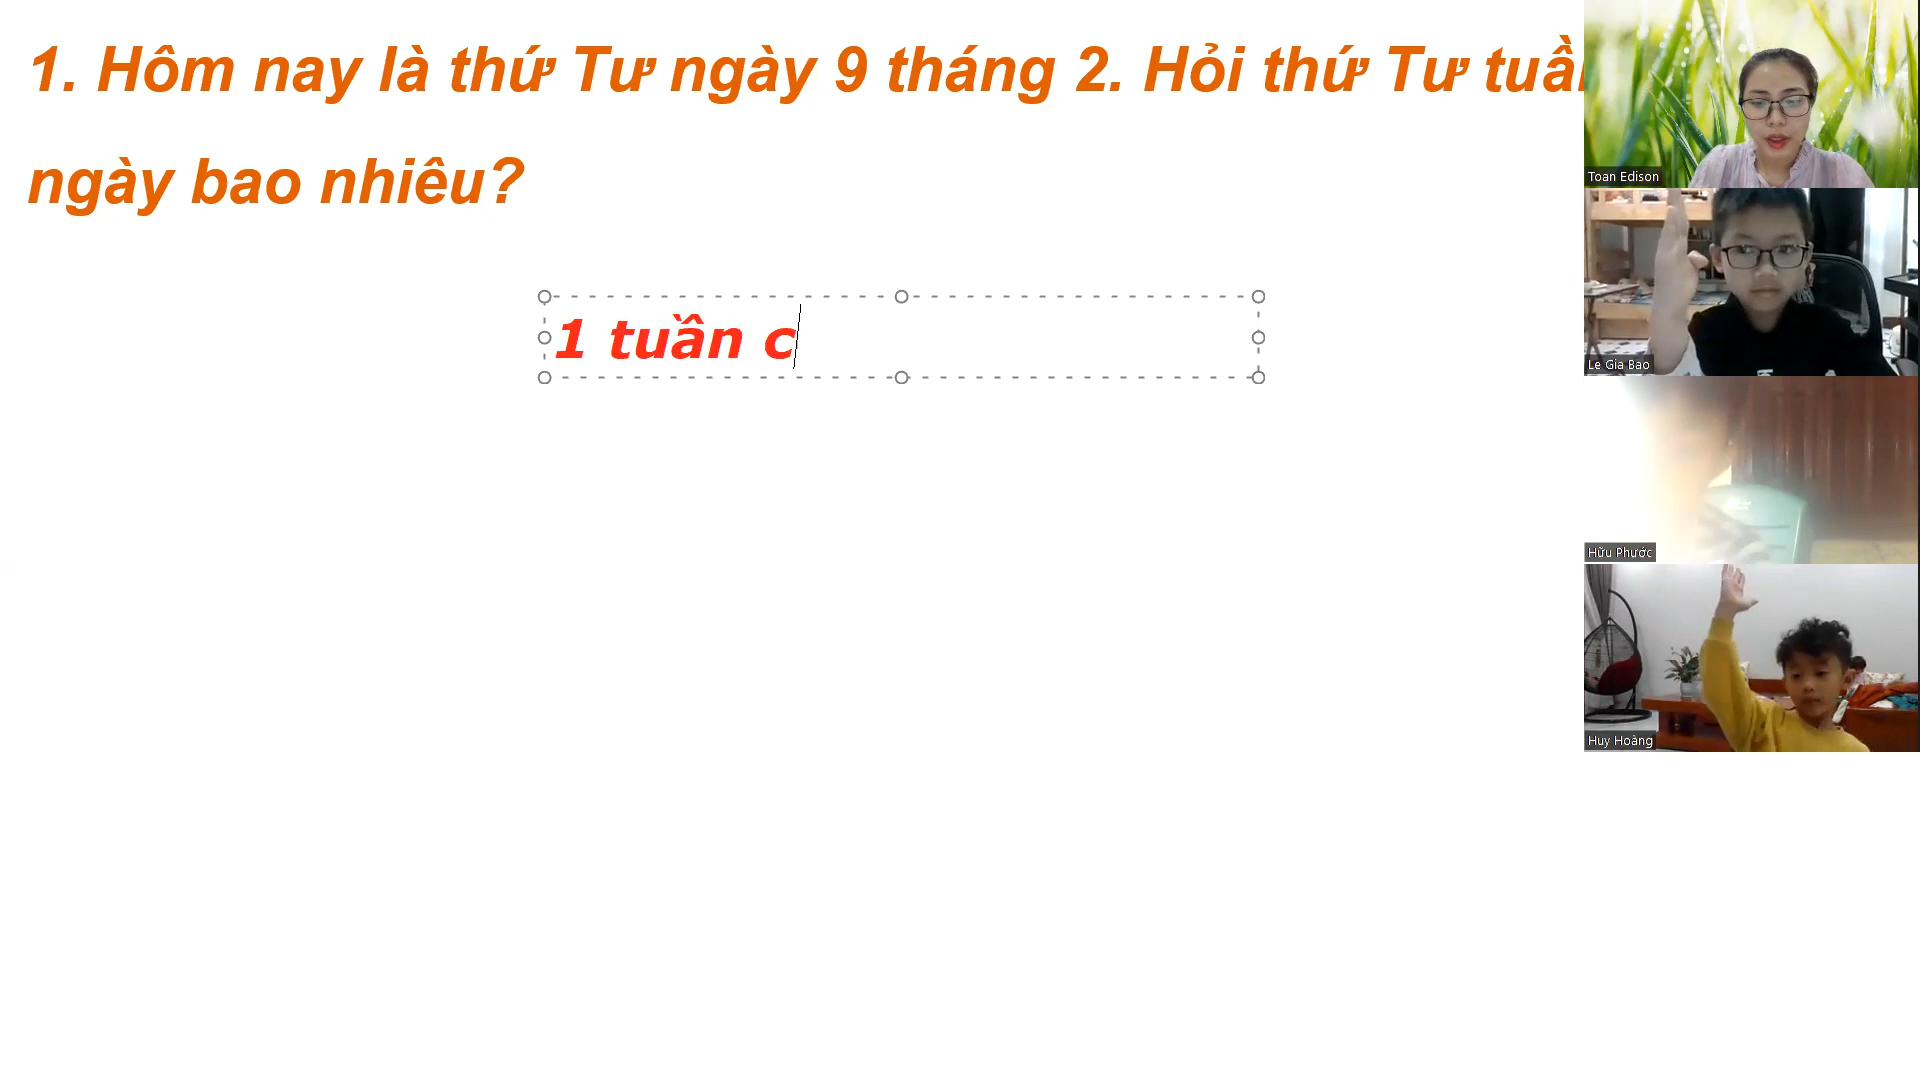 1. Hôm nay là thứ Tư ngày 9 tháng 2. Hỏi thứ Tư
ngày bao nhiêu?
1 tuần c
Toan Edison
Le Gia Bao
Hữu Phước
Huy Hoàng